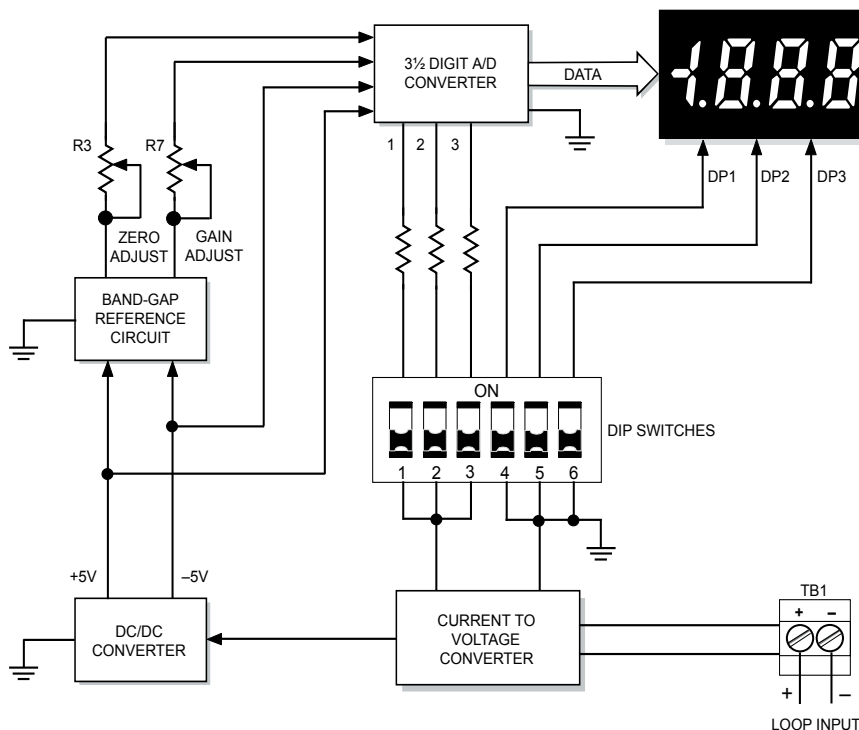 3½ DIGIT A/D
CONVERTER
DATA
-1.8.8.8
1
2
3
R3
R7
DP1
DP2
DP3
ZERO
ADJUST
GAIN
ADJUST
BAND-GAP
REFERENCE
CIRCUIT
ON
DIP SWITCHES
1 2 3 4 5 6
+5V
–5V
TB1
+ –
DC/DC
CONVERTER
CURRENT TO
VOLTAGE
CONVERTER
+ –
LOOP INPUT